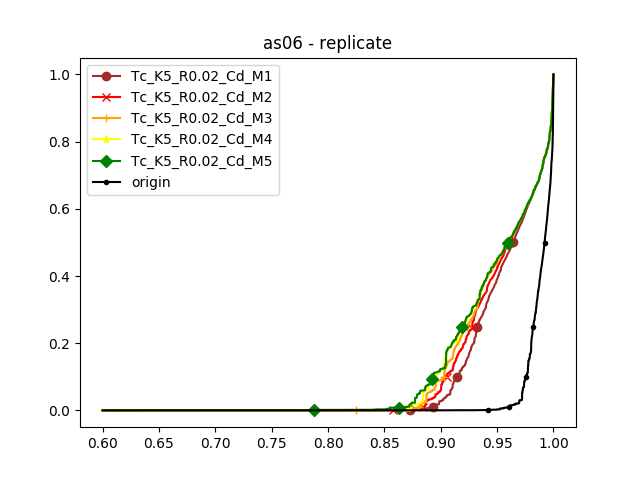 as06 - replicate
1.0
0.8
0.6
0.4
0.2
0.0
Tc_K5_R0.02_Cd_M1
Tc_K5_R0.02_Cd_M2
Tc_K5_R0.02_Cd_M3
Tc_K5_R0.02_Cd_M4
Tc_K5_R0.02_Cd_M5
origin
0.60 0.65 0.70 0.75 0.80 0.85 0.90 0.95 1.00